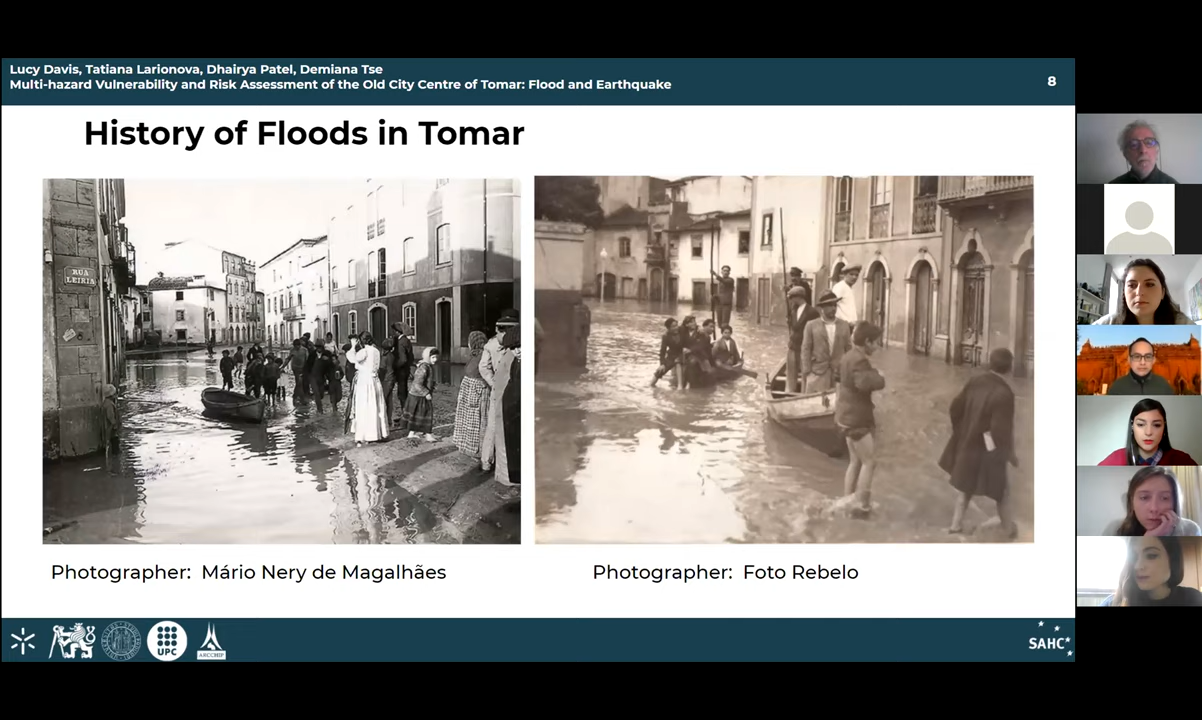 Lucy Davis, Tatiana Larionova, Dhairya Patel, Demiana Tse
Multi-hazard Vulnerability and Risk Assessment of the Old City Centre of Tomar: Flood and Earthquake
8
History of Floods in Tomar
RUA
LEIRIA
Photographer: Mário Nery de Magalhães
Photographer: Foto Rebelo
UPC
ARCCHIP
SAHC